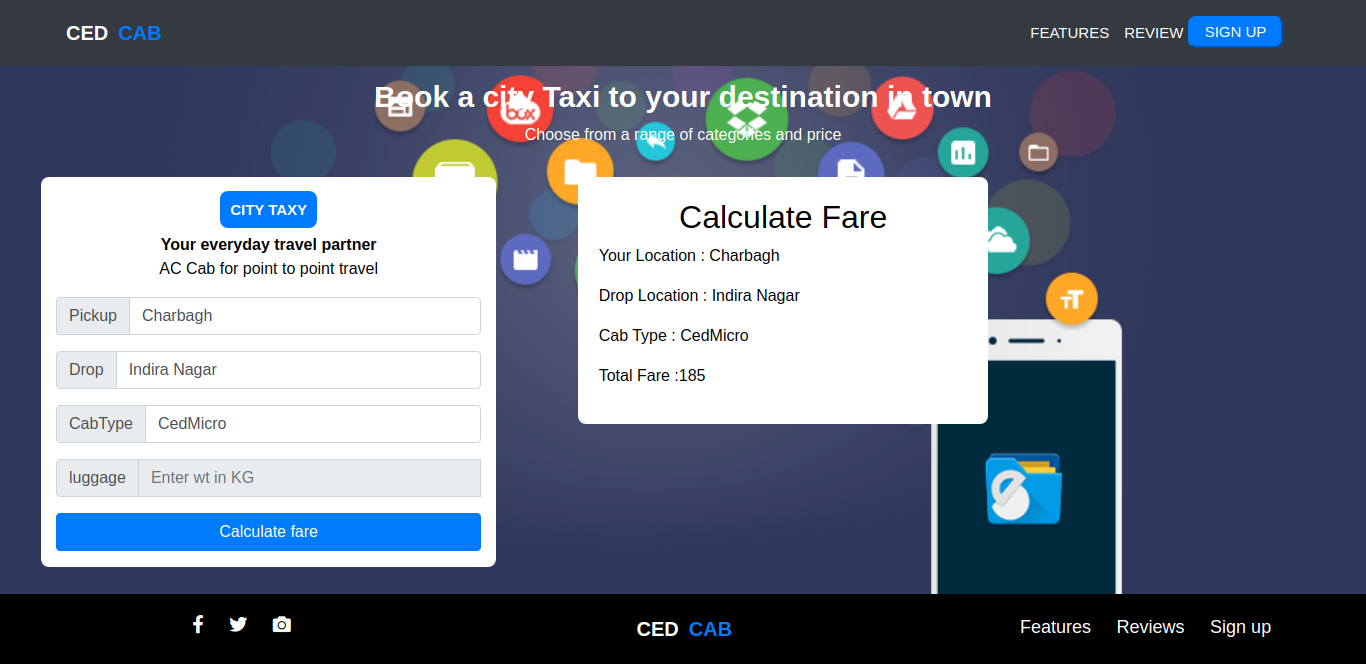 CED CAB
FEATURES REVIEW SIGN UP
Book a city Taxi to your destination in town
Choose from a range of categories and price
box
CITY TAXY
Your everyday travel partner
AC Cab for point to point travel
Pickup Charbagh
Drop Indira Nagar
CabType CedMicro
luggage Enter wt in KG
Calculate fare
Calculate Fare
Your Location : Charbagh
Drop Location : Indira Nagar
Cab Type : CedMicro
Total Fare :185
TT
CED CAB
Features Reviews Sign up